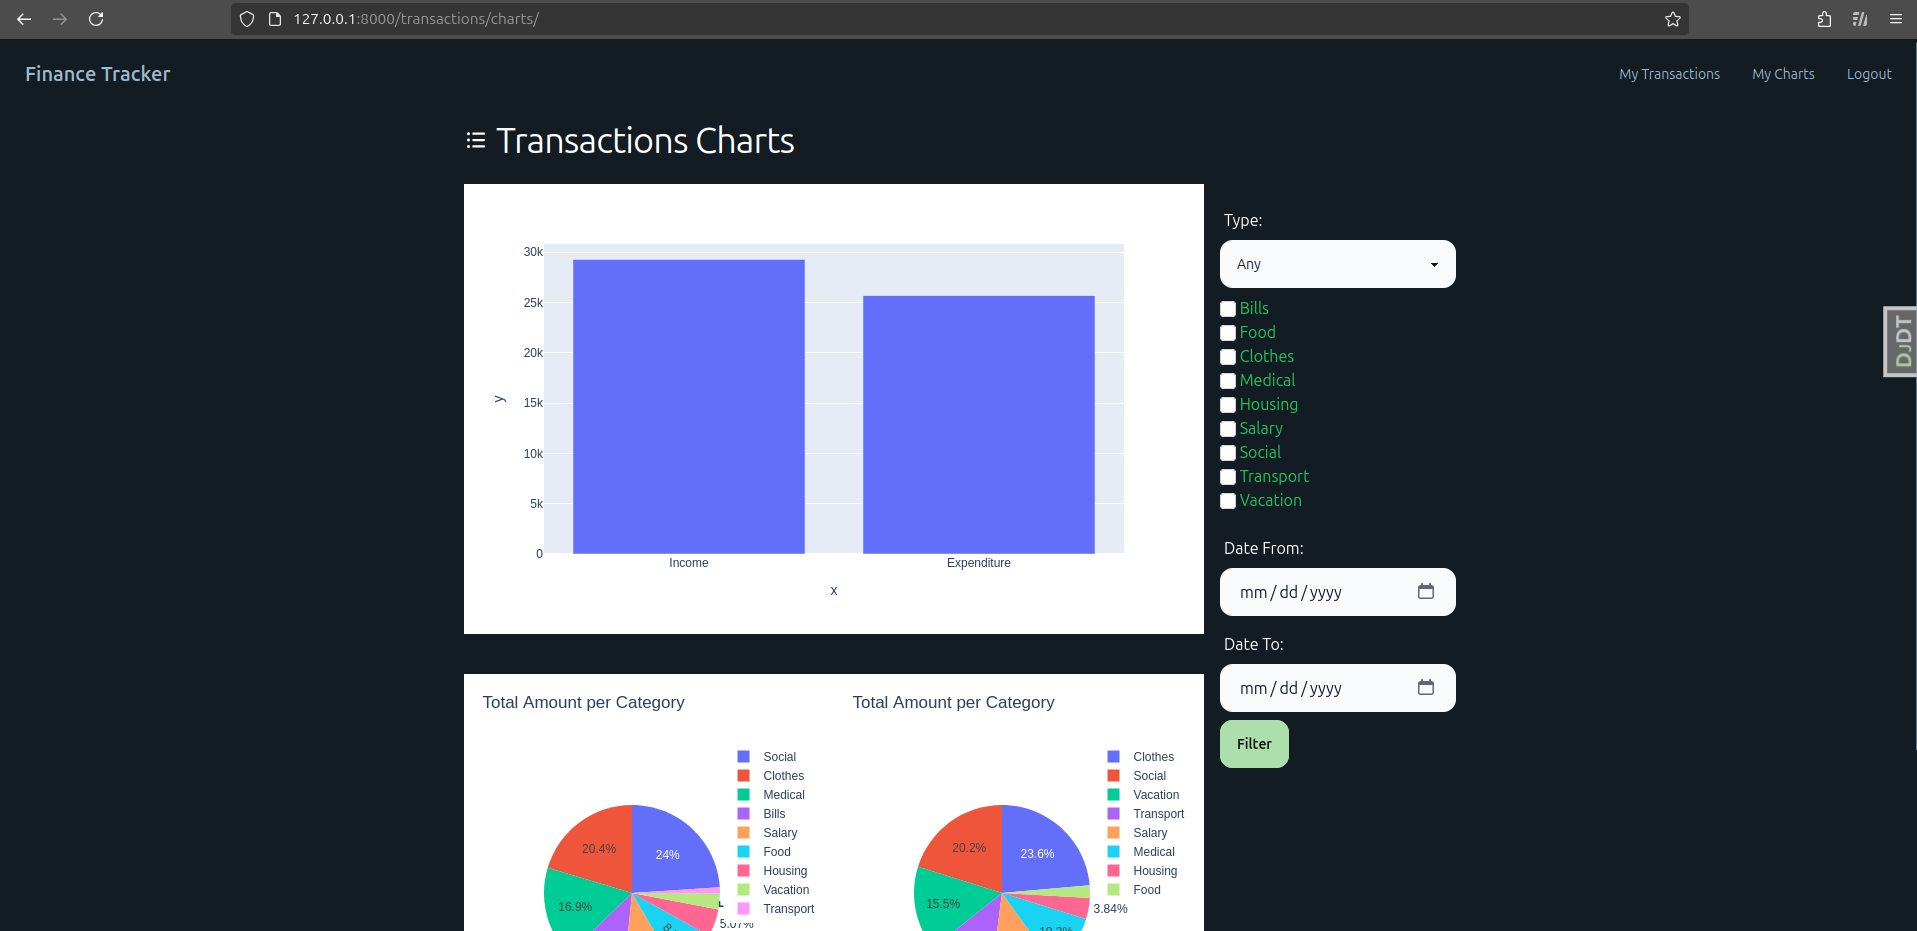 127.0.0.1:8000/transactions/charts/
Finance Tracker
My Transactions
My Charts
Logout
Transactions Charts
30k
25k
20k
15k
10k
5k
0
y
Income
Expenditure
x
Type:
Any
Bills
Food
Clothes
Medical
Housing
Salary
Social
Transport
Vacation
Date From:
mm/dd/yyyy
Date To:
mm/dd/yyyy
Filter
DJDT
Total Amount per Category
Social
Clothes
Medical
Bills
Salary
Food
Housing
Vacation
Transport
20.4%
24%
16.9%
5.07%
Total Amount per Category
Clothes
Social
Vacation
Transport
Salary
Medical
Housing
Food
20.2%
23.6%
15.5%
3.84%